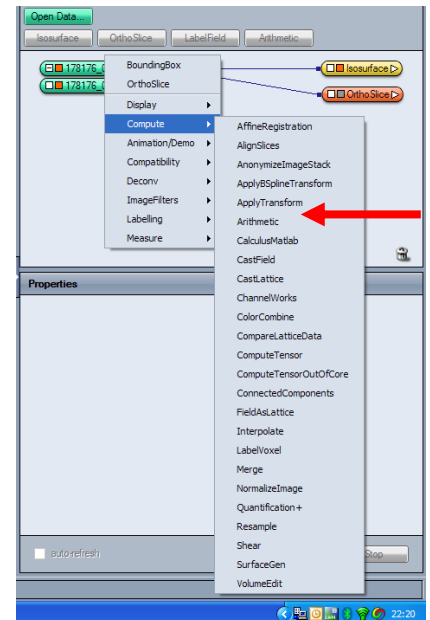 Open Data...
Isosurface OrthoSlice LabelField Arithmetic
178176_ Isosurface
178176_ OrthoSlice
BoundingBox
OrthoSlice
Display
Compute
Animation/Demo
Compatibility
Deconv
ImageFilters
Labelling
Measure
AffineRegistration
AlignSlices
AnonymizeImageStack
ApplyBSplineTransform
ApplyTransform
Arithmetic
CalculusMatlab
CastField
CastLattice
ChannelWorks
ColorCombine
CompareLatticeData
ComputeTensor
ComputeTensorOutOfCore
ConnectedComponents
FieldAsLattice
Interpolate
LabelVoxel
Merge
NormalizeImage
Quantification+
Resample
Shear
SurfaceGen
VolumeEdit
Properties
auto-refresh Stop
22:20